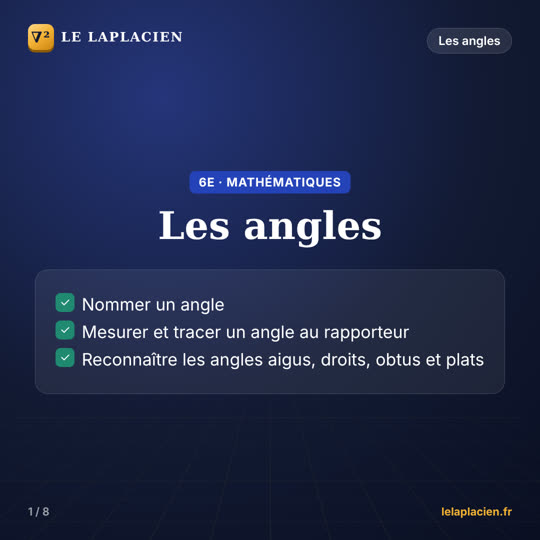 ∇² LE LAPLACIEN
Les angles
6E · MATHÉMATIQUES
Les angles
Nommer un angle
Mesurer et tracer un angle au rapporteur
Reconnaître les angles aigus, droits, obtus et plats
1 / 8
lelaplacien.fr